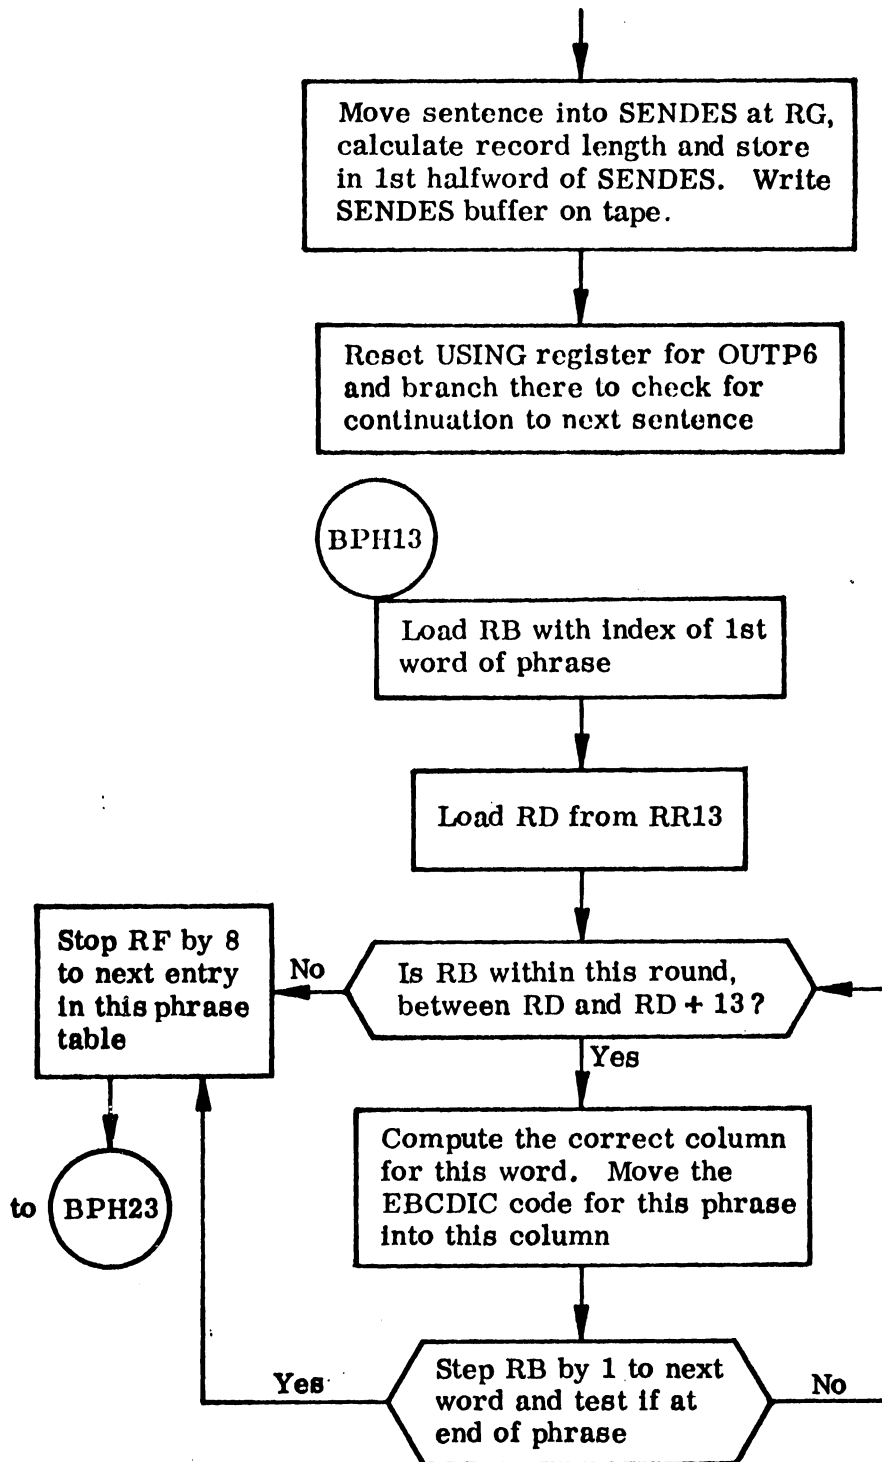 Move sentence into SENDES at RG,
calculate record length and store
in 1st halfword of SENDES. Write
SENDES buffer on tape.
Reset USING register for OUTP6
and branch there to check for
continuation to next sentence
BPH13
Load RB with index of 1st
word of phrase
Load RD from RR13
Stop RF by 8
to next entry
in this phrase
table
No
Is RB within this round,
between RD and RD + 13?
Yes
Compute the correct column
for this word. Move the
EBCDIC code for this phrase
into this column
to BPH23
Yes
Step RB by 1 to next
word and test if at
end of phrase
No